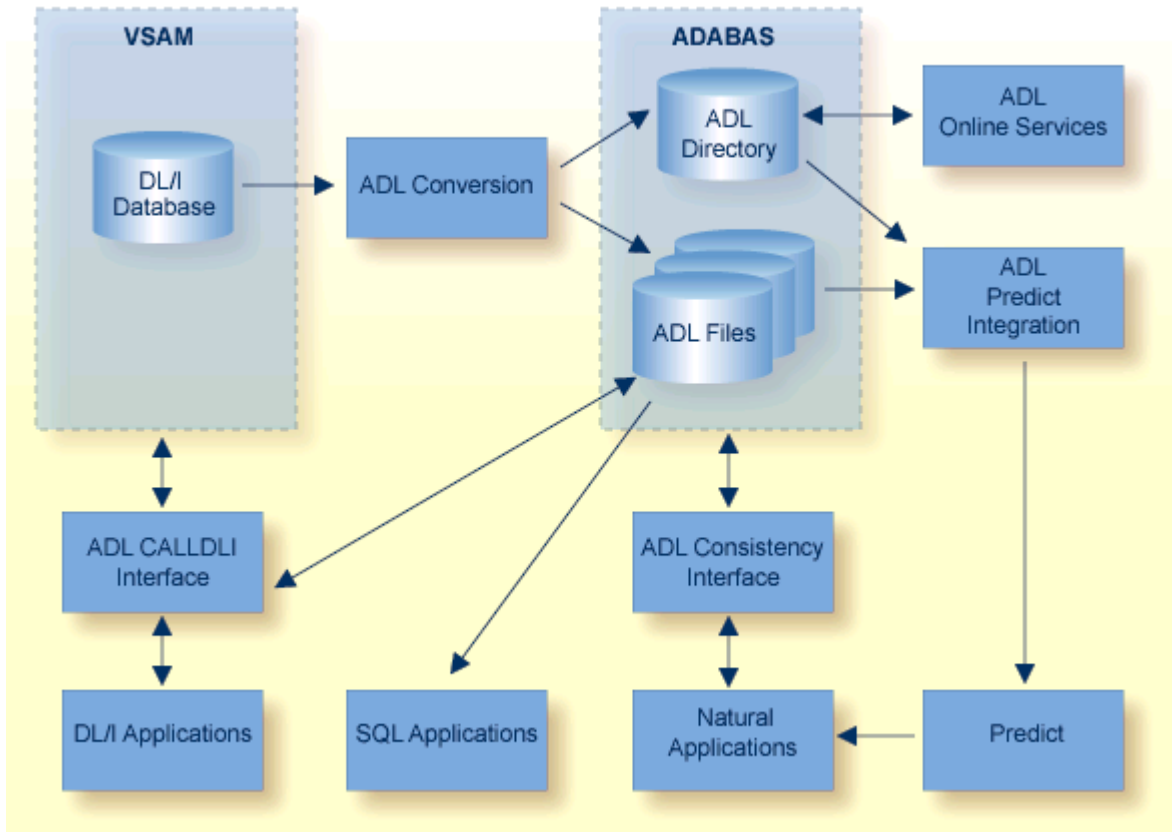 VSAM
ADABAS
DL/I
Database
ADL Conversion
ADL
Directory
ADL
Online Services
ADL Files
ADL
Predict
Integration
ADL CALLDLI
Interface
ADL Consistency
Interface
DL/I Applications
SQL Applications
Natural
Applications
Predict